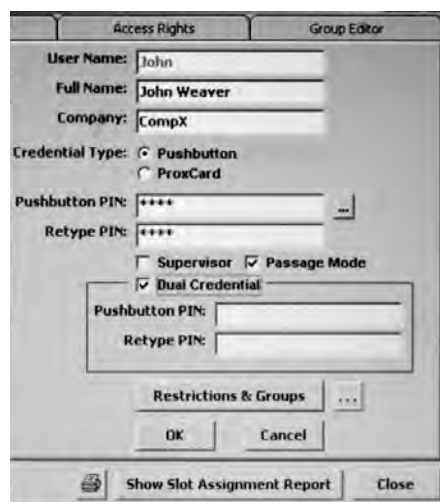 Access Rights
Group Editor
User Name: John
Full Name: John Weaver
Company: CompX
Credential Type: Pushbutton
ProxCard
Pushbutton PIN: ****
...
Retype PIN: ****
Supervisor Passage Mode
Dual Credential
Pushbutton PIN:
Retype PIN:
Restrictions & Groups ...
OK Cancel
Show Slot Assignment Report Close